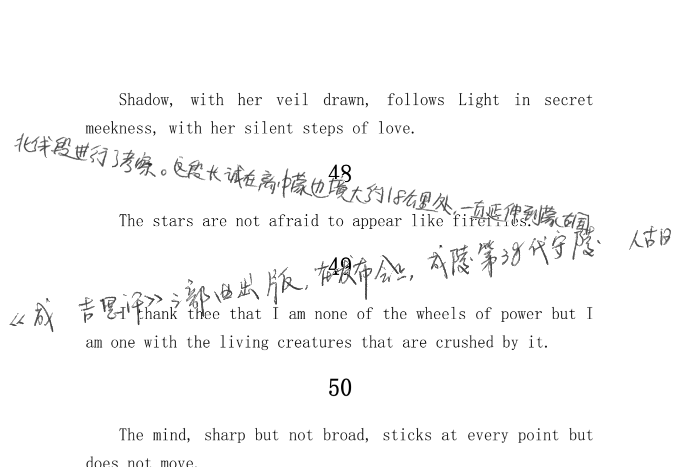 Shadow, with her veil drawn, follows Light in secret
meekness, with her silent steps of love.
48
北线段进行了考察。这段长城在离中蒙边境大约18公里处，一直延伸到蒙古国
The stars are not afraid to appear like fireflies.
49
《成 吉思汗》三部曲出版，在发布会上，成陵第38代守陵 人古日
I thank thee that I am none of the wheels of power but I
am one with the living creatures that are crushed by it.
50
The mind, sharp but not broad, sticks at every point but
does not move.